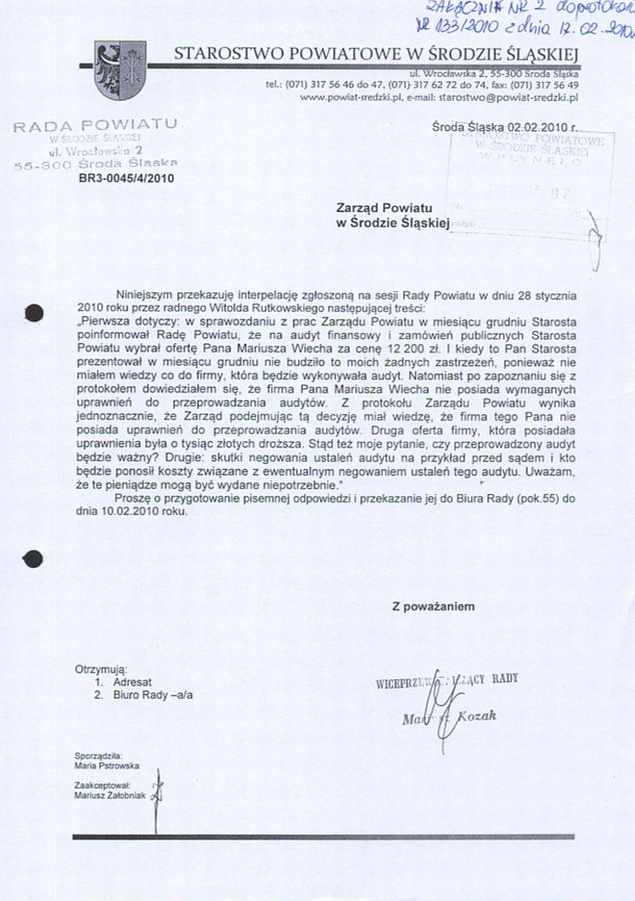 ZAŁĄCZNIK NR 2 do protokołu
NR 133/2010 z dnia 12.02.2010
STAROSTWO POWIATOWE W ŚRODZIE ŚLĄSKIEJ
ul. Wrocławska 2, 55-300 Środa Śląska
tel.: (071) 317 56 46 do 47, (071) 317 62 72 do 74, fax: (071) 317 56 49
www.powiat-sredzki.pl, e-mail: starostwo@powiat-sredzki.pl
RADA POWIATU
W ŚRODZIE ŚLĄSKIEJ
ul. Wrocławska 2
55-300 Środa Śląska
BR3-0045/4/2010
Środa Śląska 02.02.2010 r.
STAROSTWO POWIATOWE
W ŚRODZIE ŚLĄSKIEJ
WPŁYNĘŁO
Zarząd Powiatu
w Środzie Śląskiej
Niniejszym przekazuję interpelację zgłoszoną na sesji Rady Powiatu w dniu 28 stycznia
2010 roku przez radnego Witolda Rutkowskiego następującej treści:
„Pierwsza dotyczy: w sprawozdaniu z prac Zarządu Powiatu w miesiącu grudniu Starosta
poinformował Radę Powiatu, że na audyt finansowy i zamówień publicznych Starosta
Powiatu wybrał ofertę Pana Mariusza Wiecha za cenę 12 200 zł. I kiedy to Pan Starosta
prezentował w miesiącu grudniu nie budziło to moich żadnych zastrzeżeń, ponieważ nie
miałem wiedzy co do firmy, która będzie wykonywała audyt. Natomiast po zapoznaniu się z
protokołem dowiedziałem się, że firma Pana Mariusza Wiecha nie posiada wymaganych
uprawnień do przeprowadzania audytów. Z protokołu Zarządu Powiatu wynika
jednoznacznie, że Zarząd podejmując tą decyzję miał wiedzę, że firma tego Pana nie
posiada uprawnień do przeprowadzania audytów. Druga oferta firmy, która posiadała
uprawnienia była o tysiąc złotych droższa. Stąd też moje pytanie, czy przeprowadzony audyt
będzie ważny? Drugie: skutki negowania ustaleń audytu na przykład przed sądem i kto
będzie ponosił koszty związane z ewentualnym negowaniem ustaleń tego audytu. Uważam,
że te pieniądze mogą być wydane niepotrzebnie."
Proszę o przygotowanie pisemnej odpowiedzi i przekazanie jej do Biura Rady (pok.55) do
dnia 10.02.2010 roku.
Z poważaniem
Otrzymują:
1. Adresat
2. Biuro Rady –a/a
WICEPRZEWODNICZĄCY RADY
Kozak
Sporządziła:
Maria Pstrowska
Zaakceptował:
Mariusz Załobniak